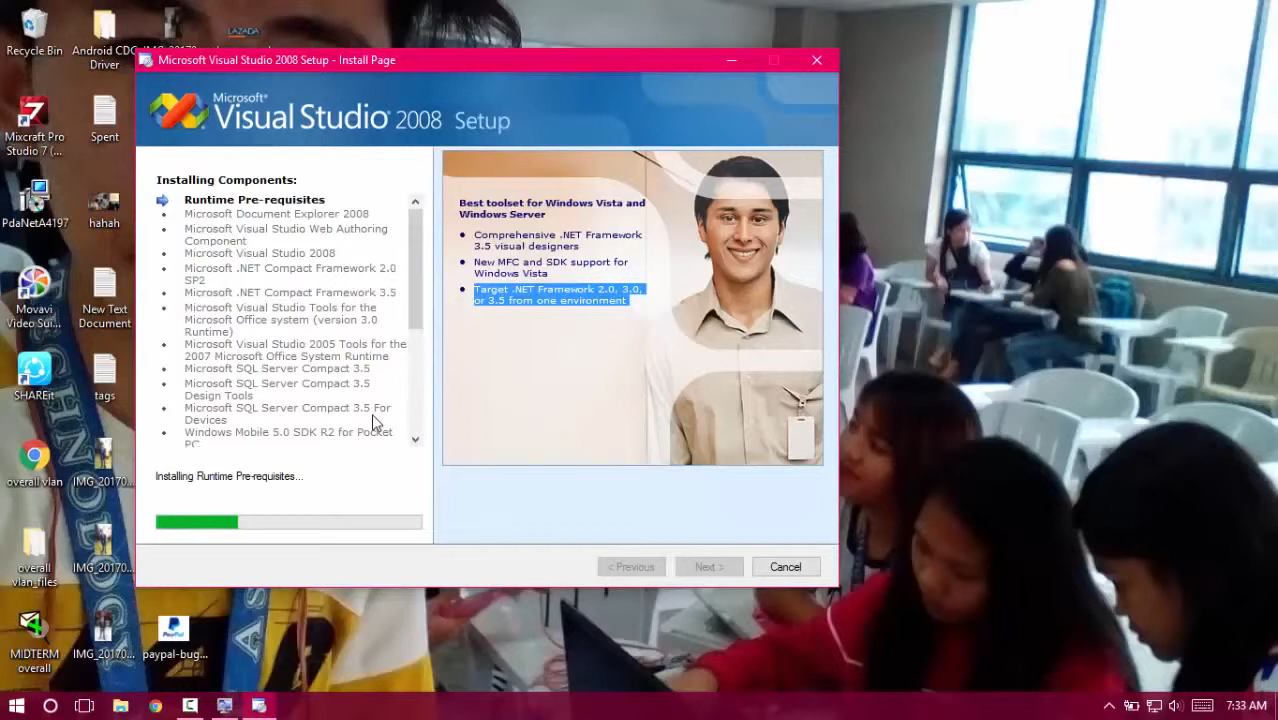 LAZADA
Recycle Bin
Android CDC
Driver
IMG_20170...
Mixcraft Pro
Studio 7 (...
Spent
PdaNetA4197
hahah
Movavi
Video Sui...
New Text
Document
SHAREit
tags
overall vlan
IMG_20170...
overall
vlan_files
IMG_20170...
MIDTERM
overall
IMG_20170...
paypal-bug...
Microsoft Visual Studio 2008 Setup - Install Page
Microsoft®
Visual Studio® 2008 Setup
Installing Components:
Runtime Pre-requisites
Microsoft Document Explorer 2008
Microsoft Visual Studio Web Authoring
Component
Microsoft Visual Studio 2008
Microsoft .NET Compact Framework 2.0
SP2
Microsoft .NET Compact Framework 3.5
Microsoft Visual Studio Tools for the
Microsoft Office system (version 3.0
Runtime)
Microsoft Visual Studio 2005 Tools for the
2007 Microsoft Office System Runtime
Microsoft SQL Server Compact 3.5
Microsoft SQL Server Compact 3.5
Design Tools
Microsoft SQL Server Compact 3.5 For
Devices
Windows Mobile 5.0 SDK R2 for Pocket
PC
Installing Runtime Pre-requisites...
Best toolset for Windows Vista and
Windows Server
Comprehensive .NET Framework
3.5 visual designers
New MFC and SDK support for
Windows Vista
Target .NET Framework 2.0, 3.0,
or 3.5 from one environment
< Previous
Next >
Cancel
7:33 AM